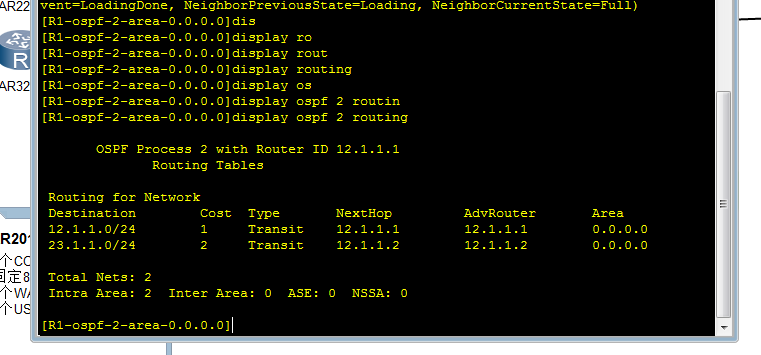 AR22
vent=LoadingDone, NeighborPreviousState=Loading, NeighborCurrentState=Full)
[R1-ospf-2-area-0.0.0.0]dis
[R1-ospf-2-area-0.0.0.0]display ro
R
[R1-ospf-2-area-0.0.0.0]display rout
[R1-ospf-2-area-0.0.0.0]display routing
AR32
[R1-ospf-2-area-0.0.0.0]display os
[R1-ospf-2-area-0.0.0.0]display ospf 2 routin
[R1-ospf-2-area-0.0.0.0]display ospf 2 routing
OSPF Process 2 with Router ID 12.1.1.1
Routing Tables
Routing for Network
Destination Cost Type NextHop AdvRouter Area
12.1.1.0/24 1 Transit 12.1.1.1 12.1.1.1 0.0.0.0
23.1.1.0/24 2 Transit 12.1.1.2 12.1.1.2 0.0.0.0
Total Nets: 2
Intra Area: 2 Inter Area: 0 ASE: 0 NSSA: 0
[R1-ospf-2-area-0.0.0.0]
R201
个CO
固定8
个WA
个US